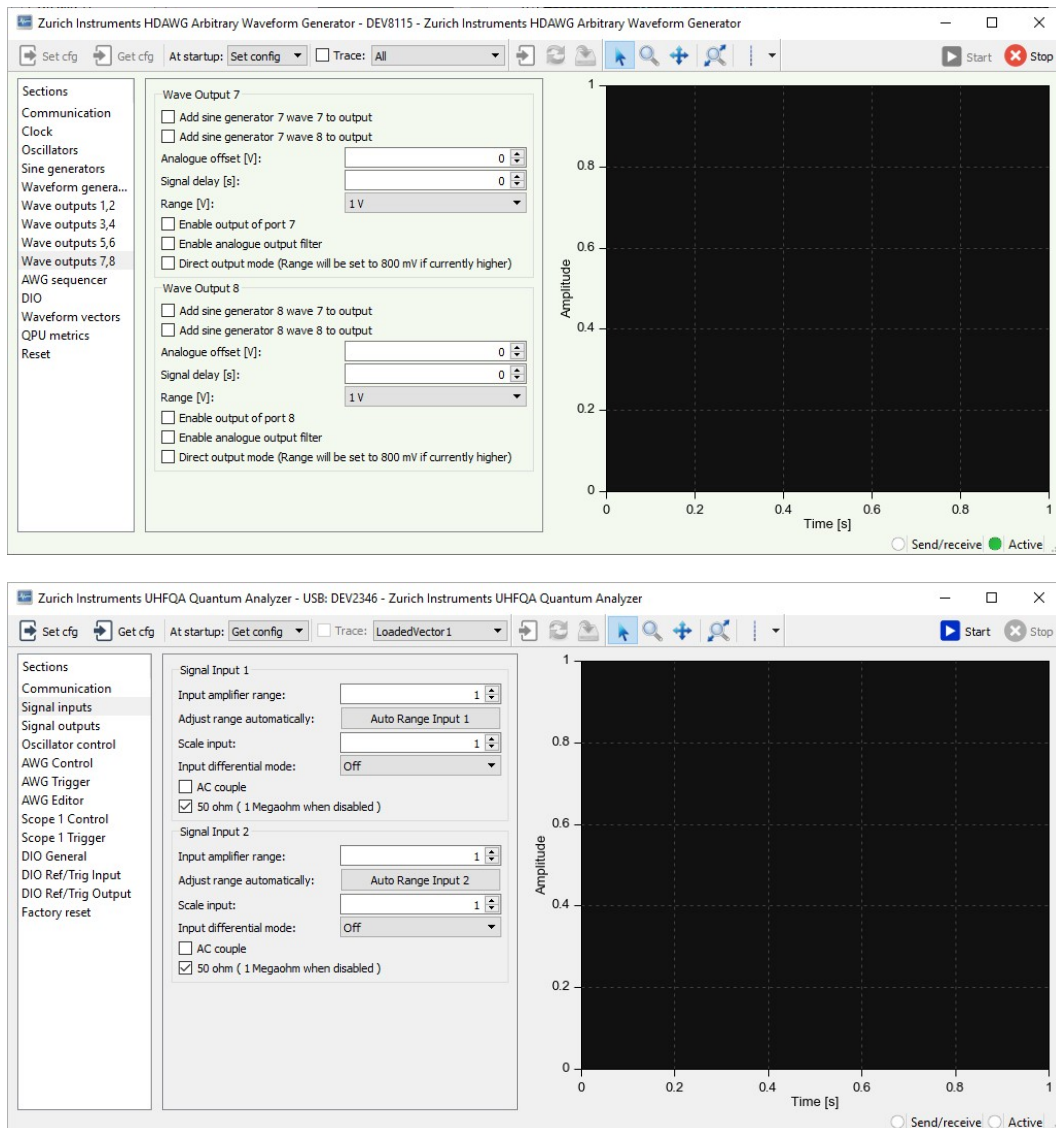 Zurich Instruments HDAWG Arbitrary Waveform Generator - DEV8115 - Zurich Instruments HDAWG Arbitrary Waveform Generator
Set cfg Get cfg At startup: Set config Trace: All Start Stop
Sections
Communication
Clock
Oscillators
Sine generators
Waveform genera...
Wave outputs 1,2
Wave outputs 3,4
Wave outputs 5,6
Wave outputs 7,8
AWG sequencer
DIO
Waveform vectors
QPU metrics
Reset
Wave Output 7
Add sine generator 7 wave 7 to output
Add sine generator 7 wave 8 to output
Analogue offset [V]: 0
Signal delay [s]: 0
Range [V]: 1 V
Enable output of port 7
Enable analogue output filter
Direct output mode (Range will be set to 800 mV if currently higher)
Wave Output 8
Add sine generator 8 wave 7 to output
Add sine generator 8 wave 8 to output
Analogue offset [V]: 0
Signal delay [s]: 0
Range [V]: 1 V
Enable output of port 8
Enable analogue output filter
Direct output mode (Range will be set to 800 mV if currently higher)
1
0.8
0.6
0.4
0.2
0
Amplitude
0 0.2 0.4 0.6 0.8 1
Time [s]
Send/receive Active
Zurich Instruments UHFQA Quantum Analyzer - USB: DEV2346 - Zurich Instruments UHFQA Quantum Analyzer
Set cfg Get cfg At startup: Get config Trace: LoadedVector1 Start Stop
Sections
Communication
Signal inputs
Signal outputs
Oscillator control
AWG Control
AWG Trigger
AWG Editor
Scope 1 Control
Scope 1 Trigger
DIO General
DIO Ref/Trig Input
DIO Ref/Trig Output
Factory reset
Signal Input 1
Input amplifier range: 1
Adjust range automatically: Auto Range Input 1
Scale input: 1
Input differential mode: Off
AC couple
50 ohm ( 1 Megaohm when disabled )
Signal Input 2
Input amplifier range: 1
Adjust range automatically: Auto Range Input 2
Scale input: 1
Input differential mode: Off
AC couple
50 ohm ( 1 Megaohm when disabled )
1
0.8
0.6
0.4
0.2
0
Amplitude
0 0.2 0.4 0.6 0.8 1
Time [s]
Send/receive Active